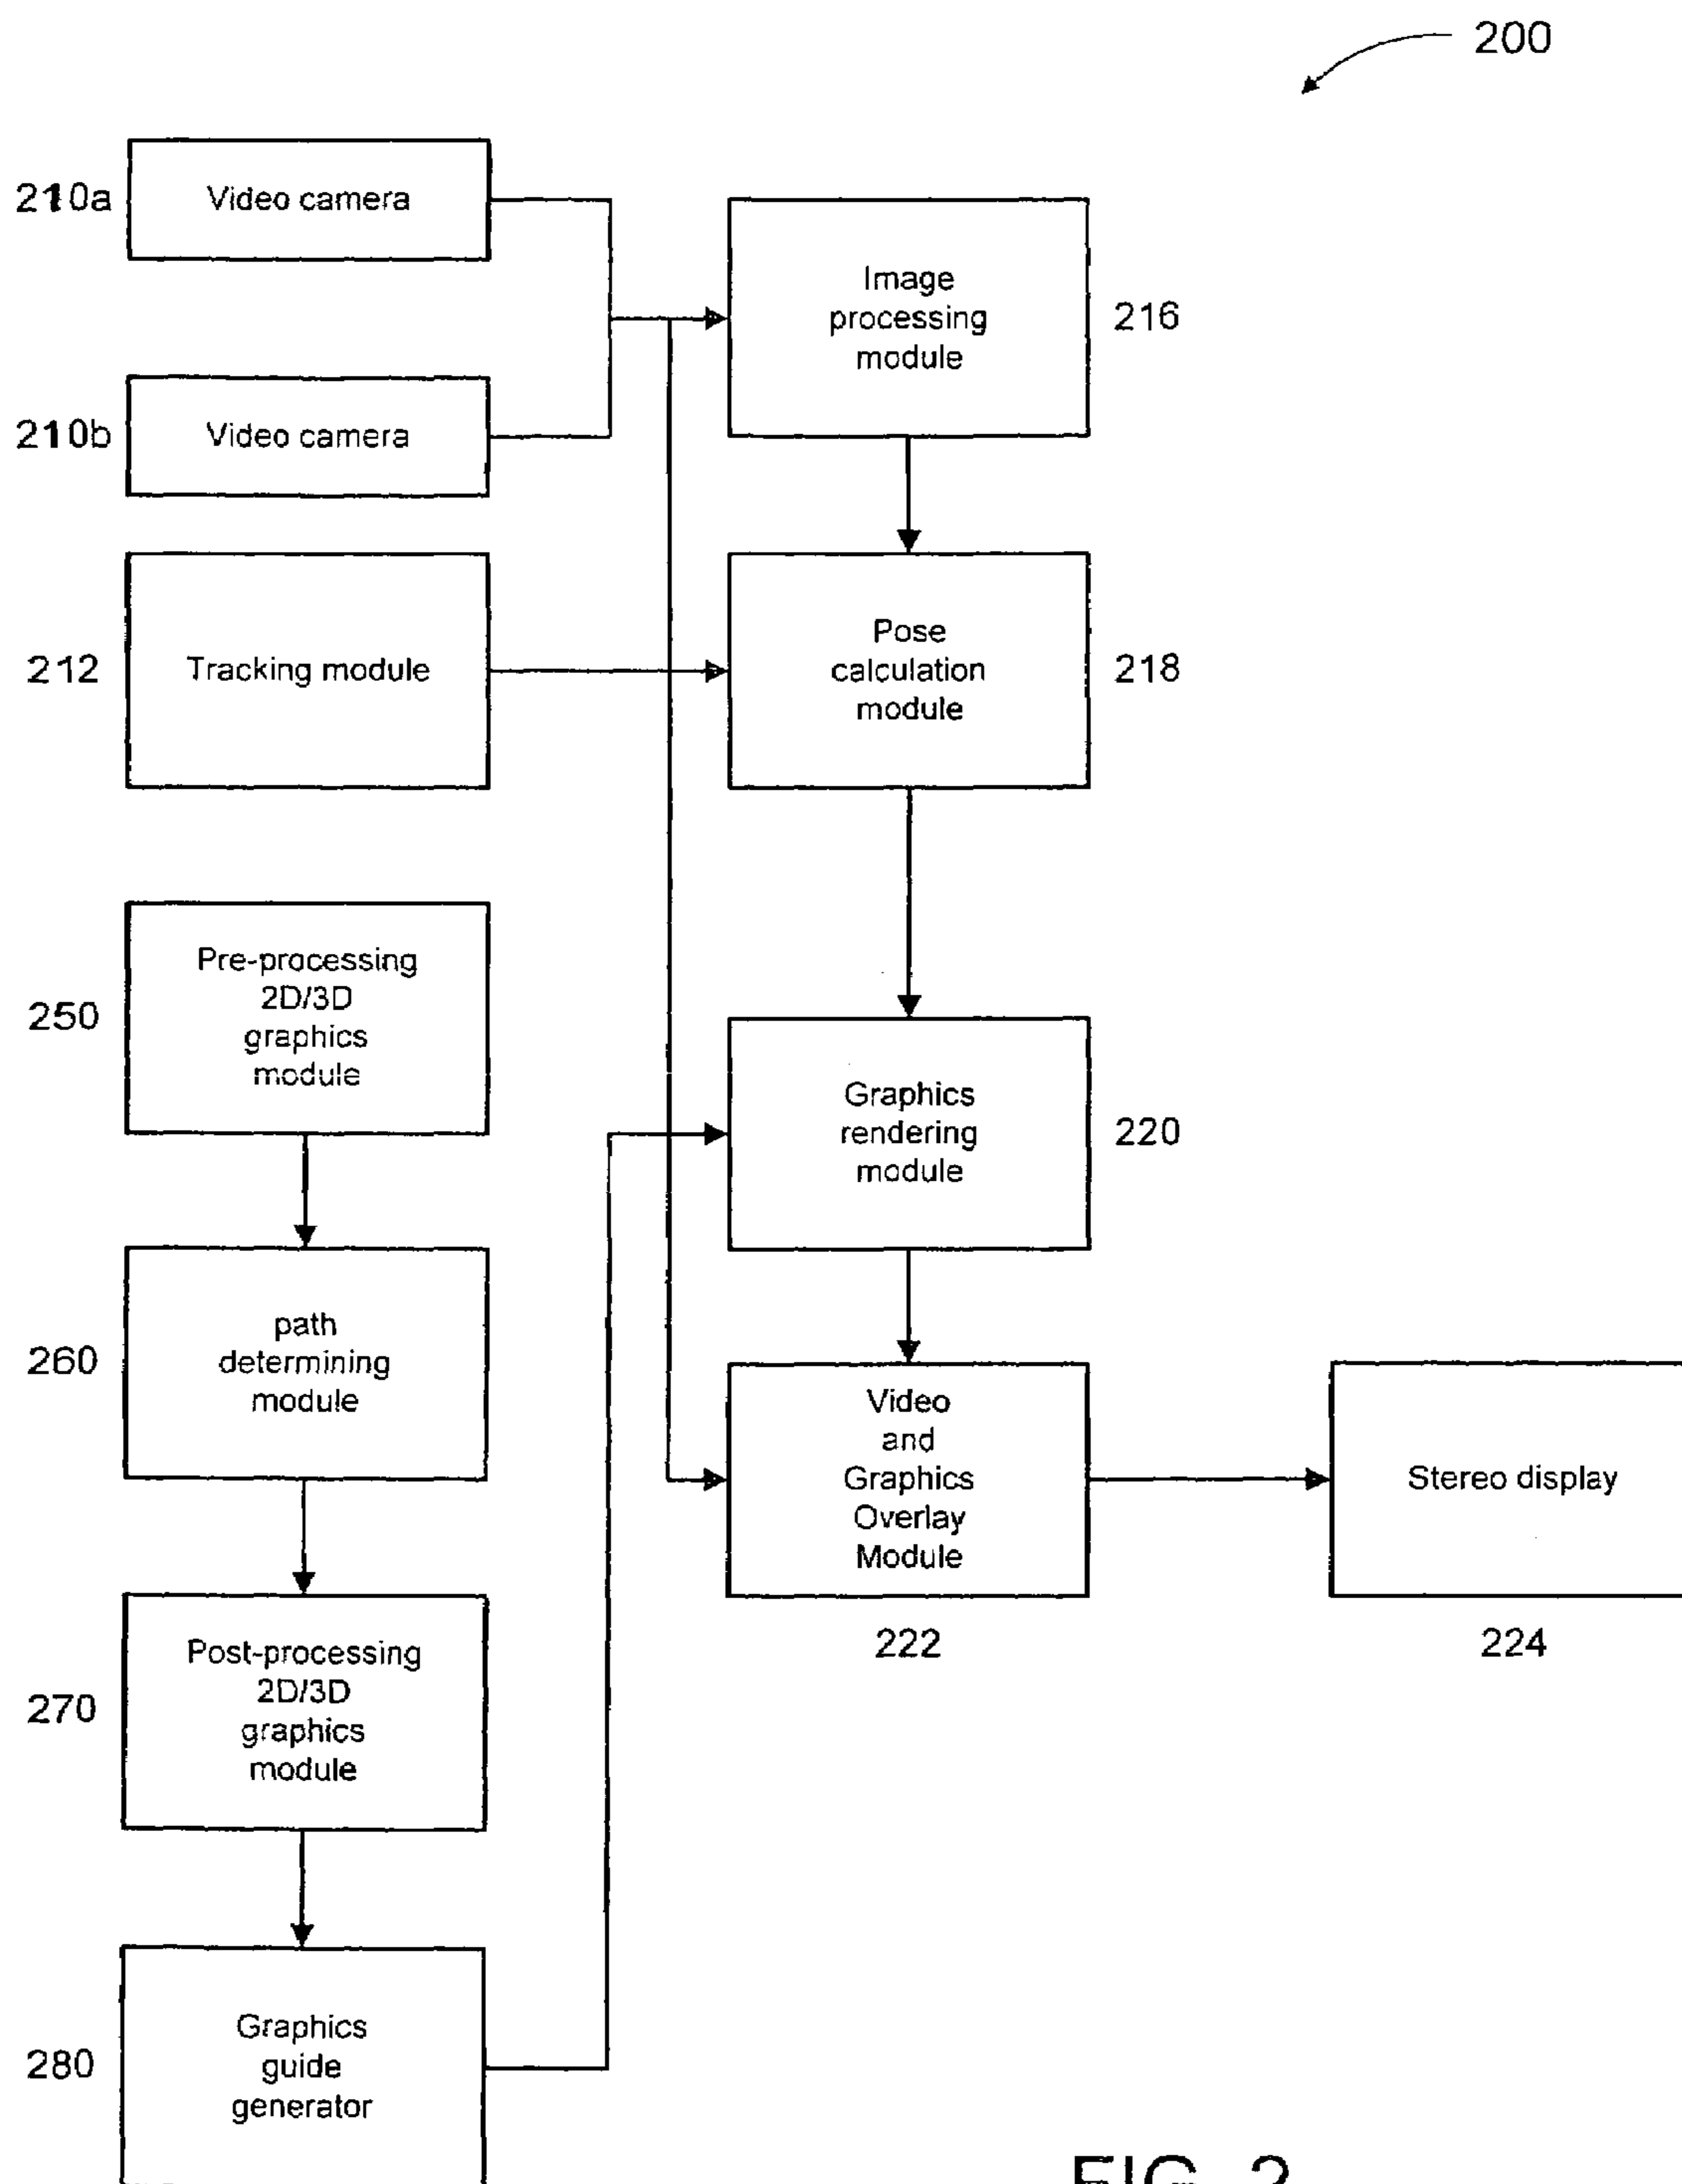 200
210a
Video camera
Image
processing
module
216
210b
Video camera
212
Tracking module
Pose
calculation
module
218
250
Pre-processing
2D/3D
graphics
module
Graphics
rendering
module
220
260
path
determining
module
Video
and
Graphics
Overlay
Module
222
Stereo display
224
270
Post-processing
2D/3D
graphics
module
280
Graphics
guide
generator
FIG. 2